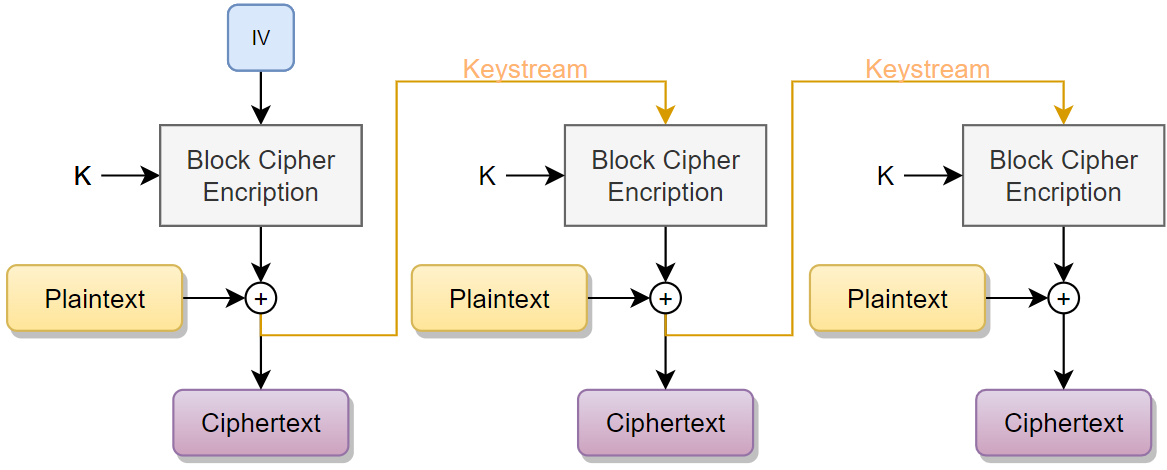 IV
Keystream
Keystream
K
Block Cipher
Encription
K
Block Cipher
Encription
K
Block Cipher
Encription
Plaintext
+
Plaintext
+
Plaintext
+
Ciphertext
Ciphertext
Ciphertext